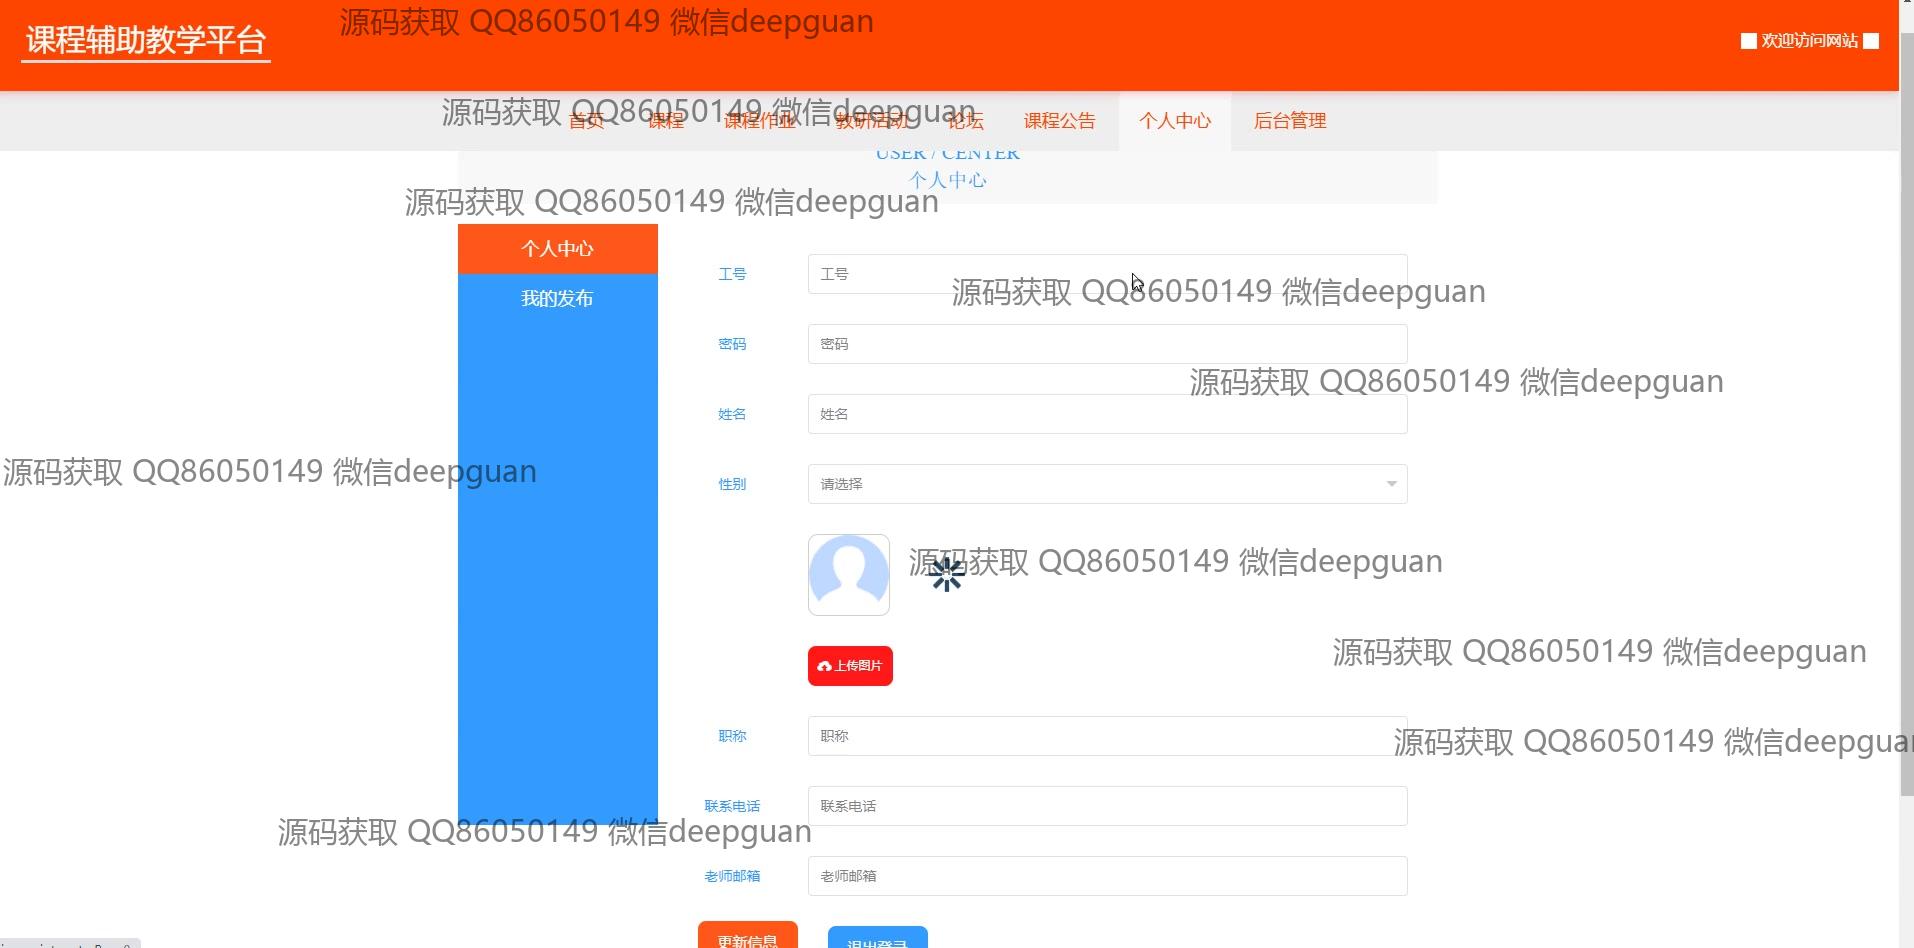 课程辅助教学平台
源码获取 QQ86050149 微信deepguan
欢迎访问网站
源码获取 QQ86050149 微信deepguan
首页 课程 课程作业 教研活动 论坛 课程公告 个人中心 后台管理
USER / CENTER
个人中心
源码获取 QQ86050149 微信deepguan
个人中心
我的发布
工号 工号
源码获取 QQ86050149 微信deepguan
密码 密码
源码获取 QQ86050149 微信deepguan
姓名 姓名
源码获取 QQ86050149 微信deepguan
性别 请选择
源码获取 QQ86050149 微信deepguan
源码获取 QQ86050149 微信deepguan
上传图片
职称 职称
源码获取 QQ86050149 微信deepgua
联系电话 联系电话
源码获取 QQ86050149 微信deepguan
老师邮箱 老师邮箱
更新信息 退出登录